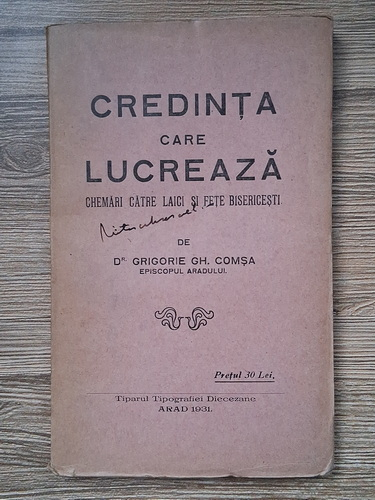 CREDINȚA
CARE
LUCREAZĂ
CHEMĂRI CĂTRE LAICI ȘI FEȚE BISERICEȘTI
DE
DR. GRIGORIE GH. COMȘA
EPISCOPUL ARADULUI.
Prețul 30 Lei,
Tiparul Tipografiei Diecezane
ARAD 1931.